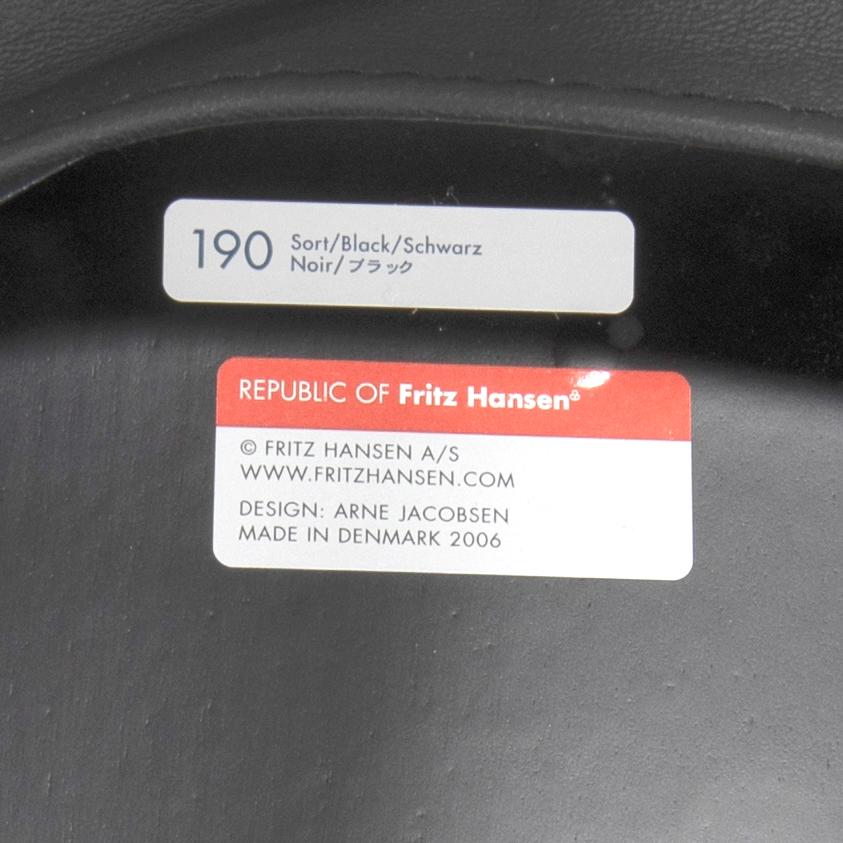 190 Sort/Black/Schwarz
Noir/ブラック
REPUBLIC OF Fritz Hansen®
© FRITZ HANSEN A/S
WWW.FRITZHANSEN.COM
DESIGN: ARNE JACOBSEN
MADE IN DENMARK 2006